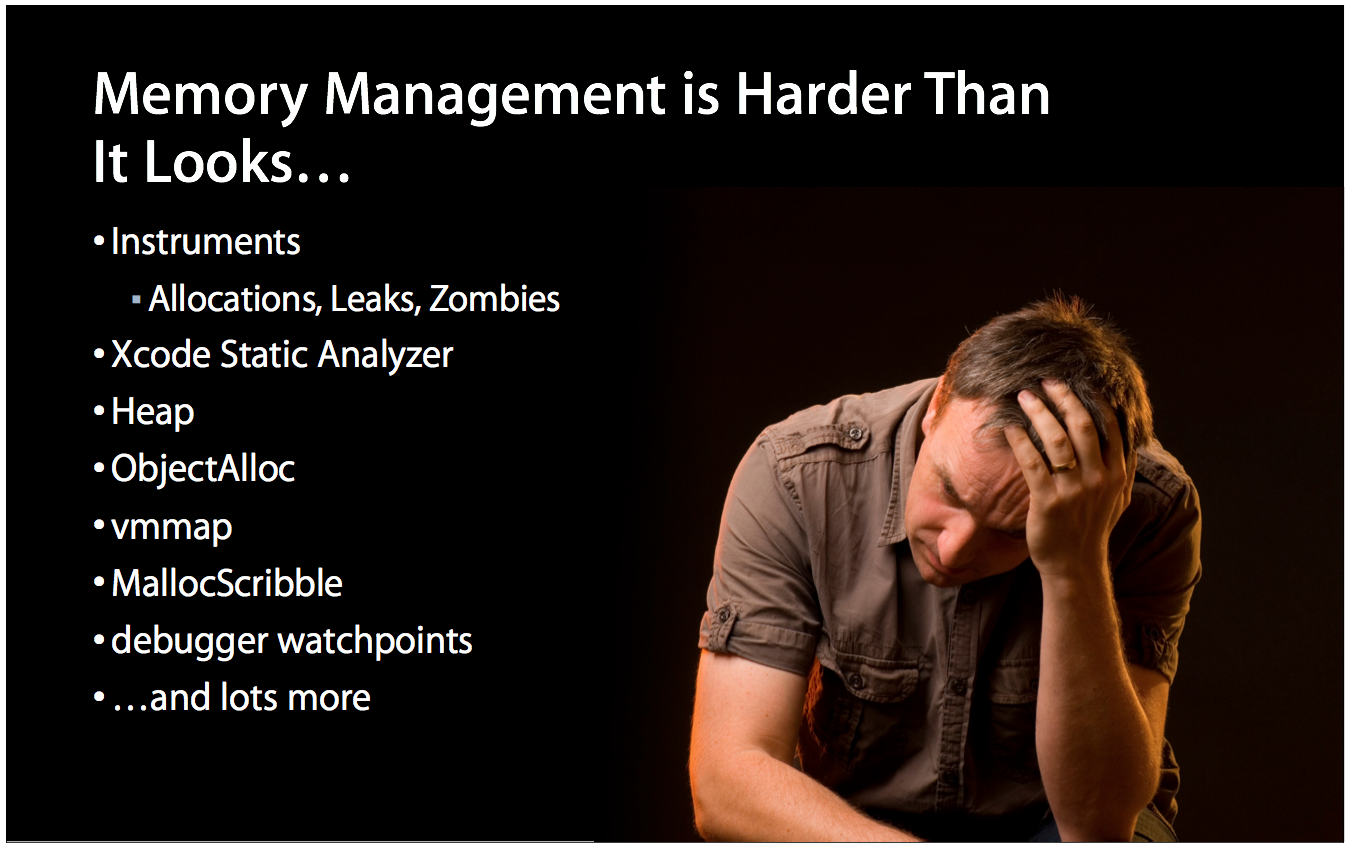 Memory Management is Harder Than
It Looks…
• Instruments
▪ Allocations, Leaks, Zombies
• Xcode Static Analyzer
• Heap
• ObjectAlloc
• vmmap
• MallocScribble
• debugger watchpoints
• …and lots more